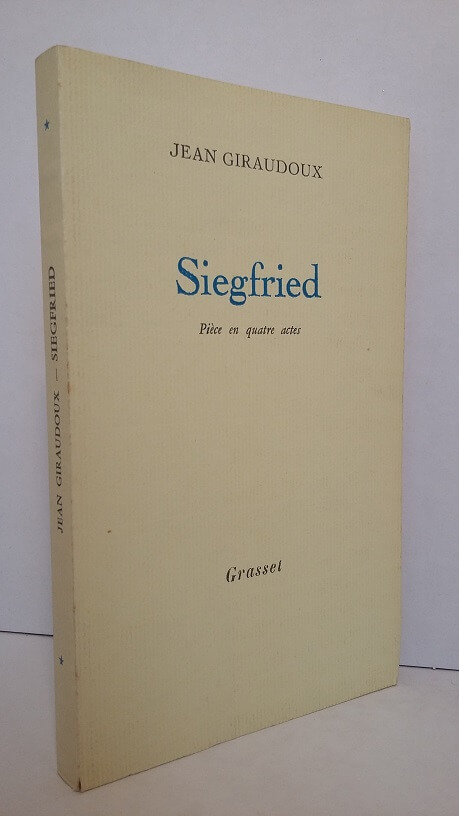 JEAN GIRAUDOUX
Siegfried
Pièce en quatre actes
Grasset
JEAN GIRAUDOUX — SIEGFRIED